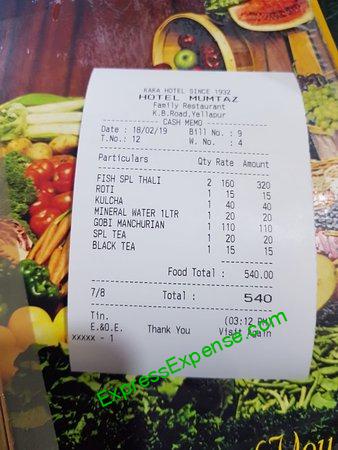 KAKA HOTEL SINCE 1932
HOTEL MUMTAZ
Family Restaurant
K.B.Road,Yellapur
CASH MEMO
Date : 18/02/19 Bill No. : 9
T.No.: 12 W. No. : 4
Particulars Qty Rate Amount
FISH SPL THALI 2 160 320
ROTI 1 15 15
KULCHA 1 40 40
MINERAL WATER 1LTR 1 20 20
GOBI MANCHURIAN 1 110 110
SPL TEA 1 20 20
BLACK TEA 1 15 15
Food Total : 540.00
7/8 Total : 540
Tin. (03:12 PM)
E.&O.E. Thank You Visit Again
xxxxx - 1
ExpressExpense.com
You